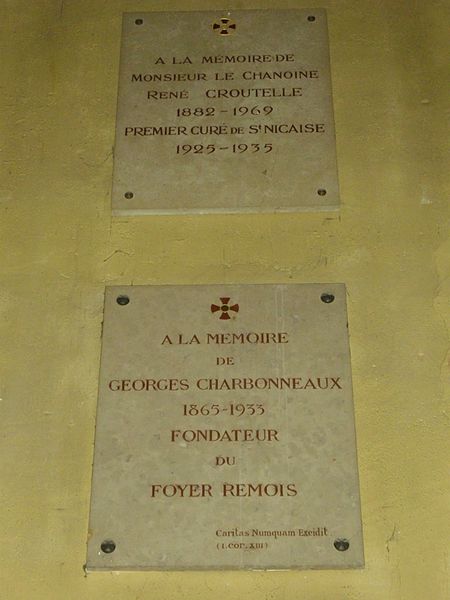 A LA MÉMOIRE DE
MONSIEUR LE CHANOINE
RENÉ CROUTELLE
1882-1969
PREMIER CURÉ DE St NICAISE
1925-1935
A LA MEMOIRE
DE
GEORGES CHARBONNEAUX
1865-1933
FONDATEUR
DU
FOYER REMOIS
Caritas Numquam Excidit
(I.COR.XIII)